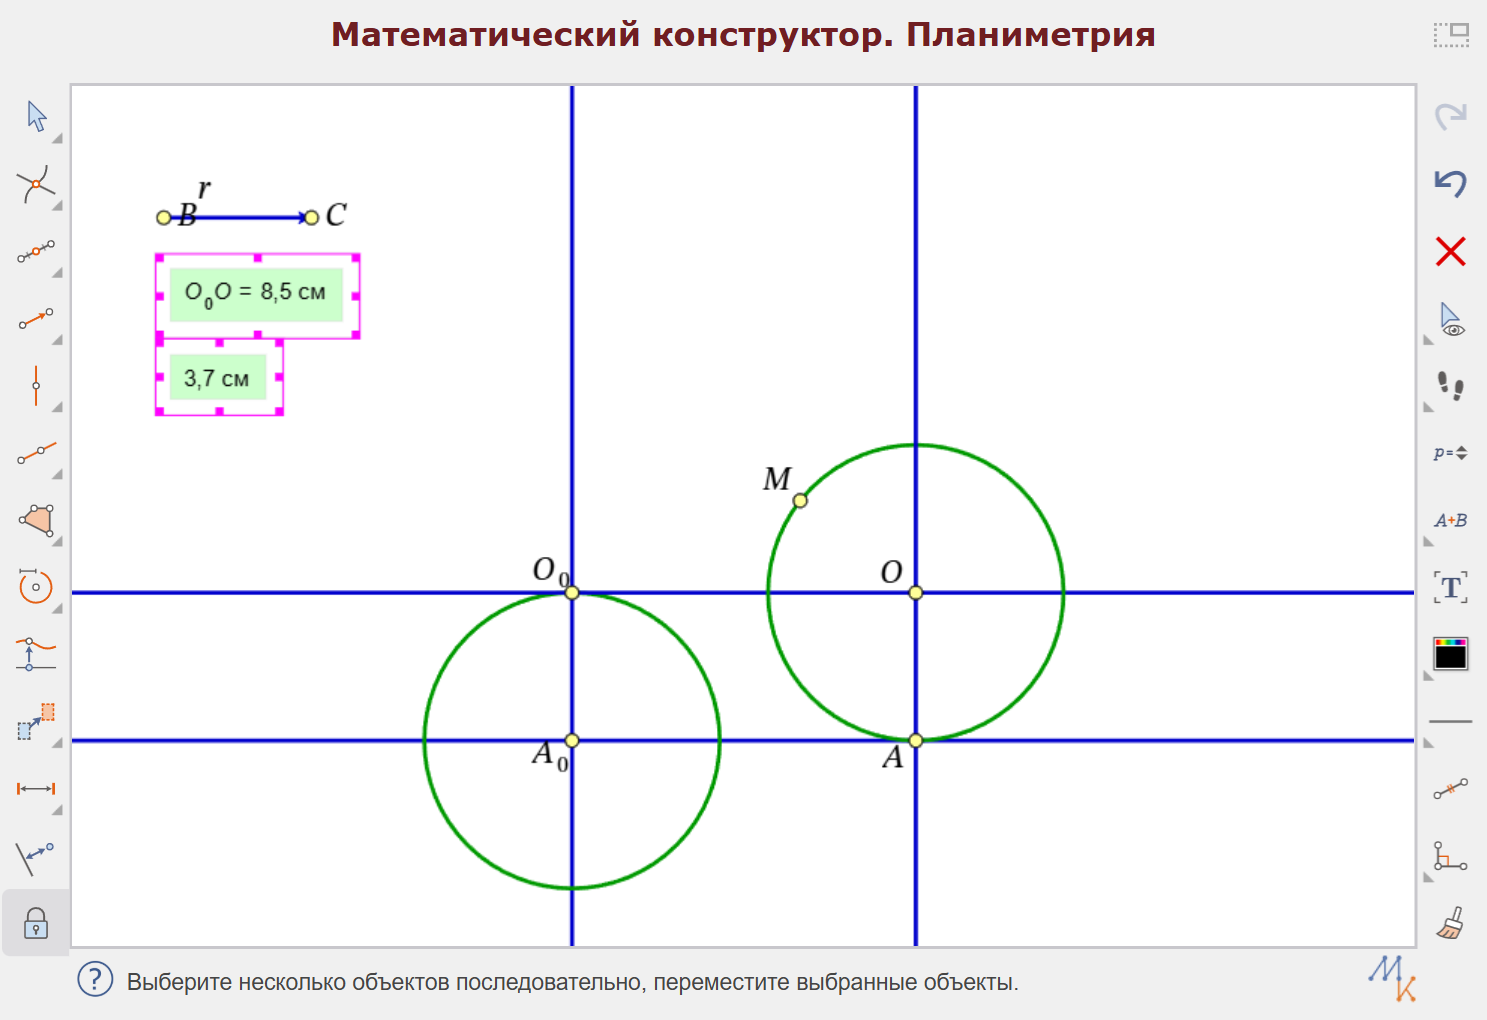 Математический конструктор. Планиметрия
r
B C
O₀O = 8,5 см
3,7 см
M
O₀ O
A₀ A
p=
A+B
T
? Выберите несколько объектов последовательно, переместите выбранные объекты.
МК